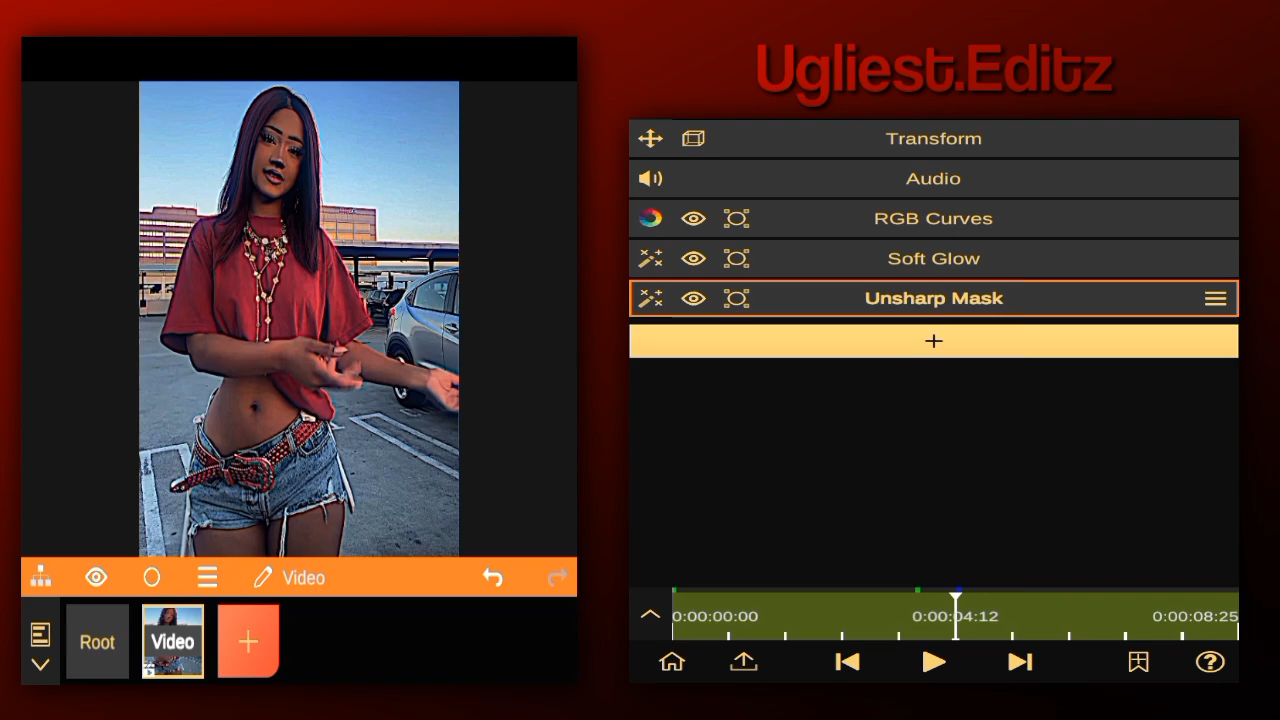 Ugliest.Editz
Transform
Audio
RGB Curves
Soft Glow
Unsharp Mask
+
Video
Root
Video
+
0:00:00:00
0:00:04:12
0:00:08:25
?